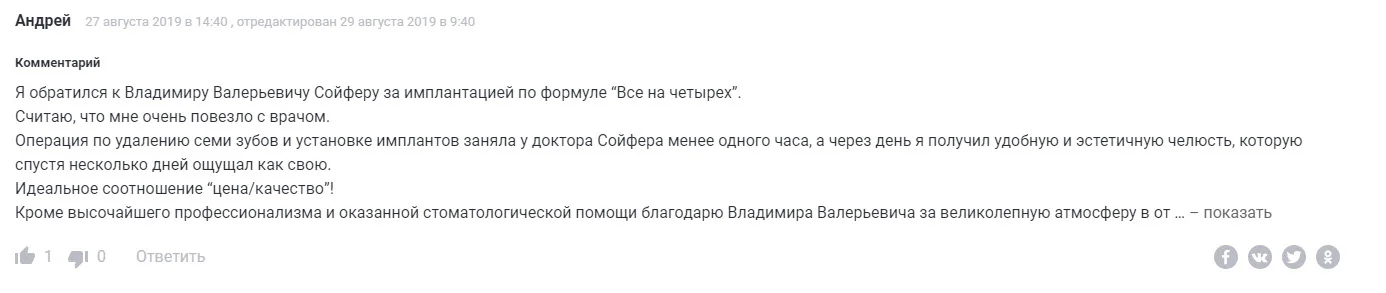 Андрей 27 августа 2019 в 14:40 , отредактирован 29 августа 2019 в 9:40
Комментарий
Я обратился к Владимиру Валерьевичу Сойферу за имплантацией по формуле “Все на четырех”.
Считаю, что мне очень повезло с врачом.
Операция по удалению семи зубов и установке имплантов заняла у доктора Сойфера менее одного часа, а через день я получил удобную и эстетичную челюсть, которую
спустя несколько дней ощущал как свою.
Идеальное соотношение “цена/качество”!
Кроме высочайшего профессионализма и оказанной стоматологической помощи благодарю Владимира Валерьевича за великолепную атмосферу в от ... – показать
1 0 Ответить